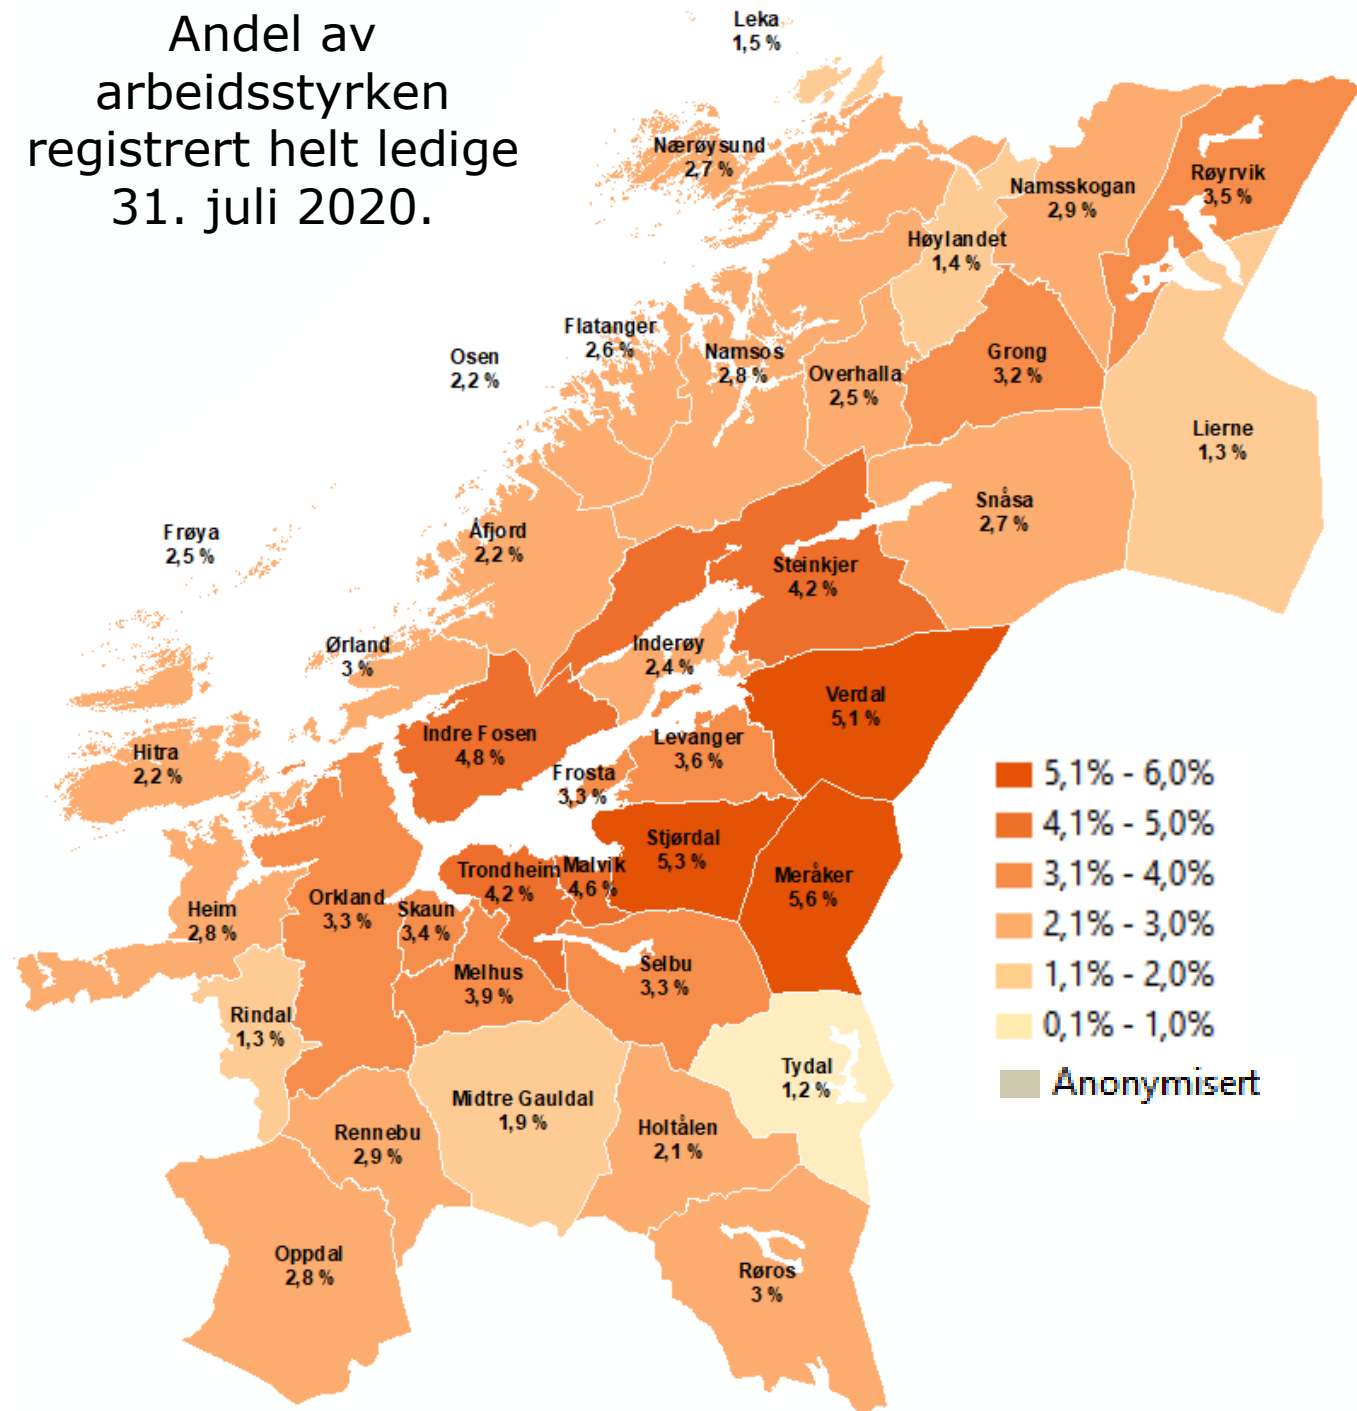 Andel av
arbeidsstyrken
registrert helt ledige
31. juli 2020.
Leka
1,5 %
Nærøysund
2,7 %
Røyrvik
3,5 %
Namsskogan
2,9 %
Høylandet
1,4 %
Flatanger
2,6 %
Osen
2,2 %
Namsos
2,8 %
Overhalla
2,5 %
Grong
3,2 %
Lierne
1,3 %
Snåsa
2,7 %
Frøya
2,5 %
Åfjord
2,2 %
Steinkjer
4,2 %
Ørland
3 %
Inderøy
2,4 %
Verdal
5,1 %
Indre Fosen
4,8 %
Levanger
3,6 %
Hitra
2,2 %
Frosta
3,3 %
Stjørdal
5,3 %
Meråker
5,6 %
Trondheim
4,2 %
Malvik
4,6 %
Orkland
3,3 %
Skaun
3,4 %
Heim
2,8 %
Melhus
3,9 %
Selbu
3,3 %
Rindal
1,3 %
Tydal
1,2 %
Midtre Gauldal
1,9 %
Rennebu
2,9 %
Holtålen
2,1 %
Oppdal
2,8 %
Røros
3 %
5,1% - 6,0%
4,1% - 5,0%
3,1% - 4,0%
2,1% - 3,0%
1,1% - 2,0%
0,1% - 1,0%
Anonymisert